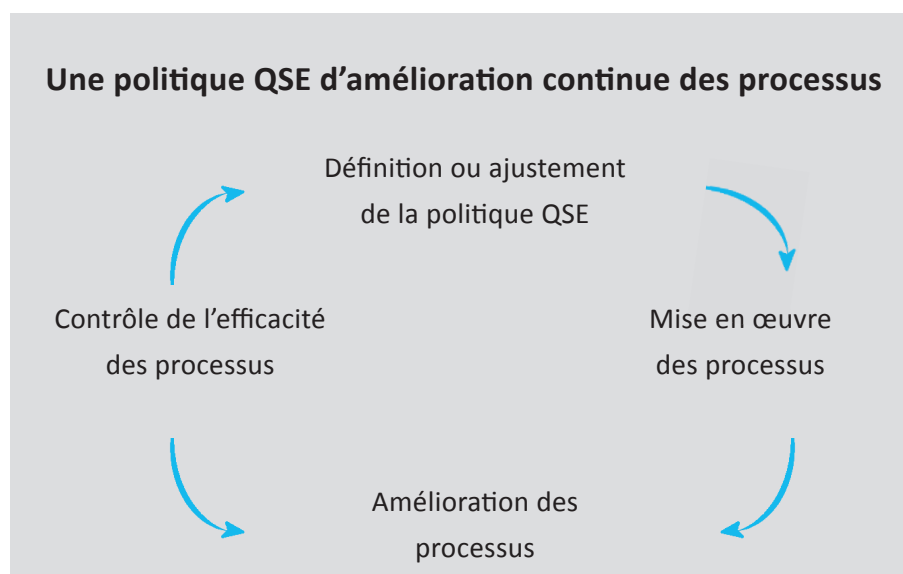 Une politique QSE d’amélioration continue des processus
Définition ou ajustement
de la politique QSE
Contrôle de l’efficacité
des processus
Mise en œuvre
des processus
Amélioration des
processus